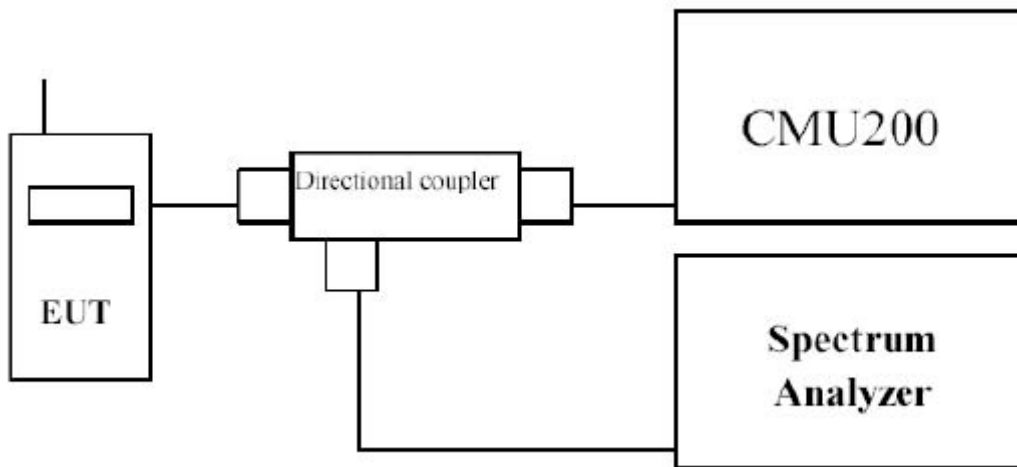 CMU200
Directional coupler
EUT
Spectrum
Analyzer